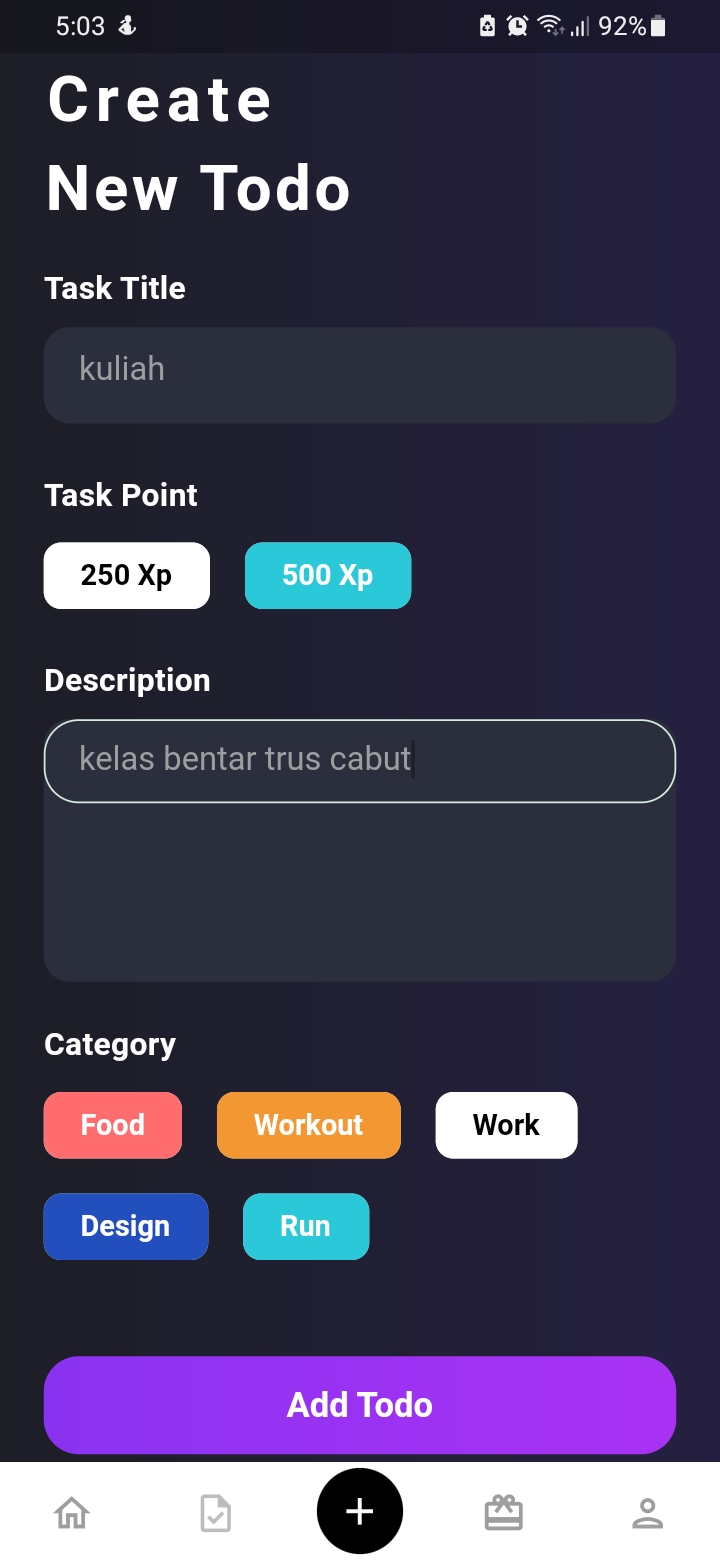 5:03 92%
Create
New Todo
Task Title
kuliah
Task Point
250 Xp 500 Xp
Description
kelas bentar trus cabut
Category
Food Workout Work
Design Run
Add Todo